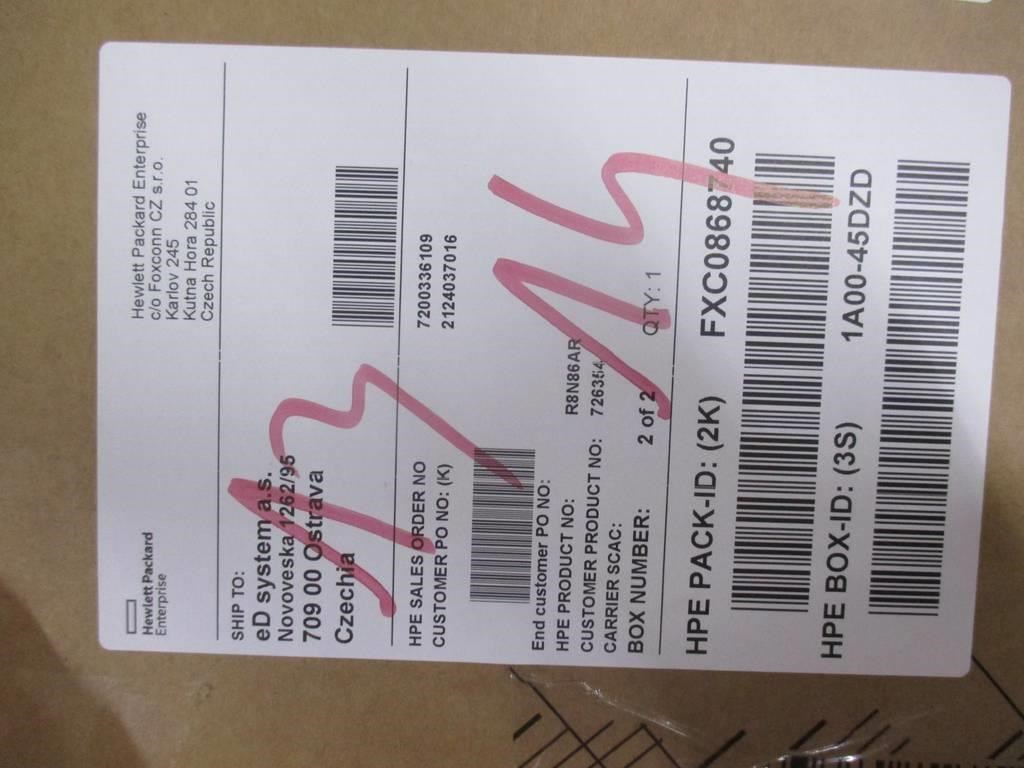 Hewlett Packard
Enterprise
Hewlett Packard Enterprise
c/o Foxconn CZ s.r.o.
Karlov 245
Kutna Hora 284 01
Czech Republic
SHIP TO:
eD system a.s.
Novoveska 1262/95
709 00 Ostrava
Czechia
HPE SALES ORDER NO 7200336109
CUSTOMER PO NO: (K) 2124037016
End customer PO NO:
HPE PRODUCT NO: R8N86AR
CUSTOMER PRODUCT NO: 726354
CARRIER SCAC:
BOX NUMBER: 2 of 2 QTY: 1
HPE PACK-ID: (2K) FXC0868740
HPE BOX-ID: (3S) 1A00-45DZD